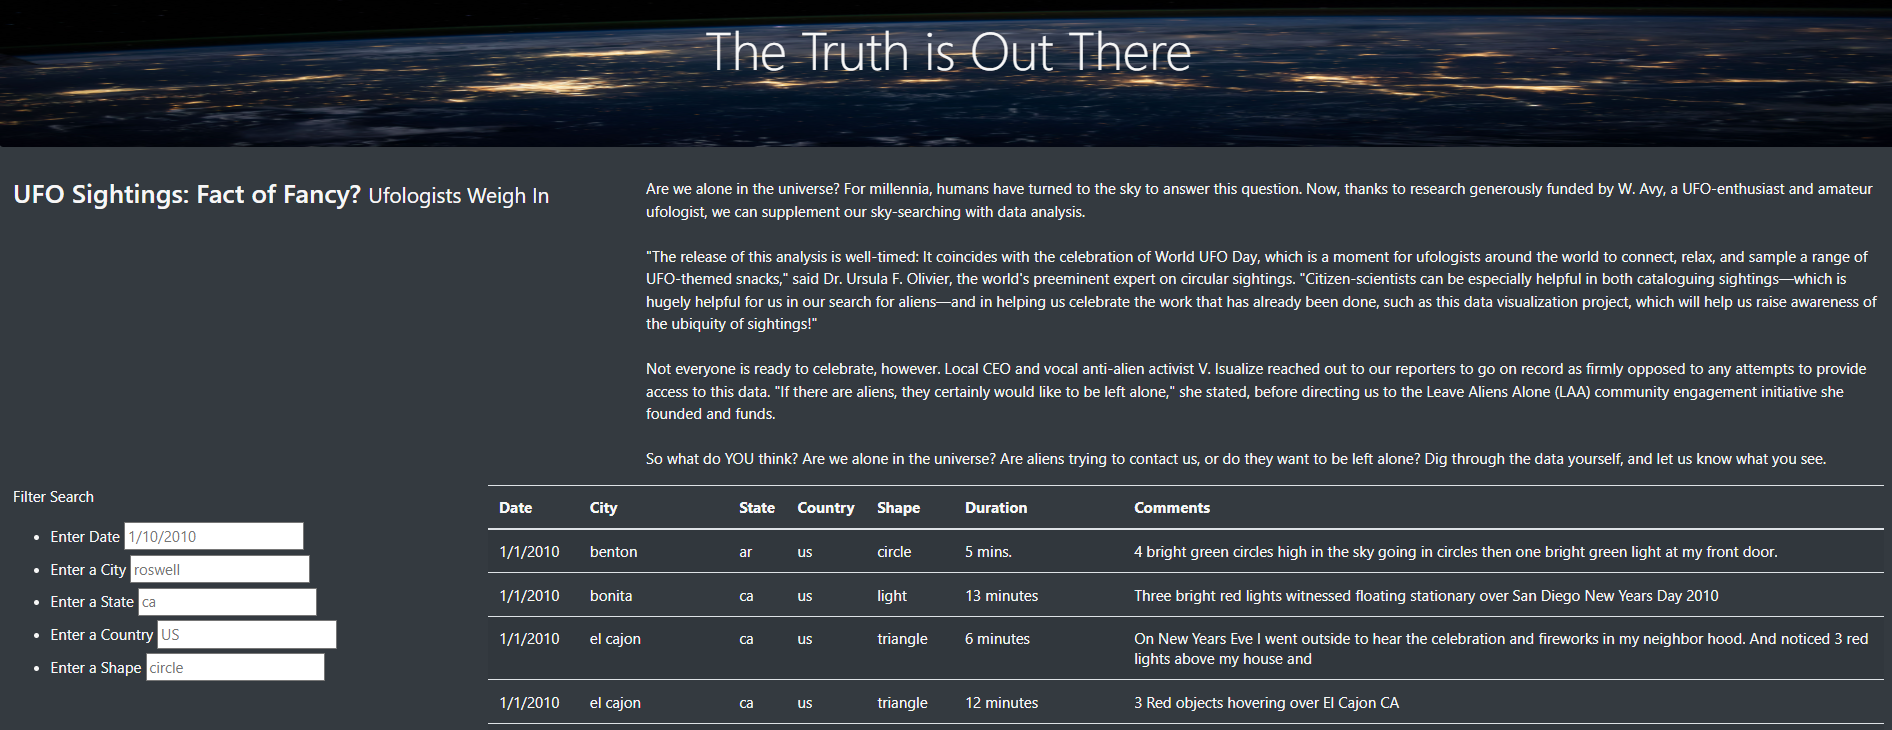 The Truth is Out There
UFO Sightings: Fact of Fancy? Ufologists Weigh In
Are we alone in the universe? For millennia, humans have turned to the sky to answer this question. Now, thanks to research generously funded by W. Avy, a UFO-enthusiast and amateur
ufologist, we can supplement our sky-searching with data analysis.
"The release of this analysis is well-timed: It coincides with the celebration of World UFO Day, which is a moment for ufologists around the world to connect, relax, and sample a range of
UFO-themed snacks," said Dr. Ursula F. Olivier, the world's preeminent expert on circular sightings. "Citizen-scientists can be especially helpful in both cataloguing sightings—which is
hugely helpful for us in our search for aliens—and in helping us celebrate the work that has already been done, such as this data visualization project, which will help us raise awareness of
the ubiquity of sightings!"
Not everyone is ready to celebrate, however. Local CEO and vocal anti-alien activist V. Isualize reached out to our reporters to go on record as firmly opposed to any attempts to provide
access to this data. "If there are aliens, they certainly would like to be left alone," she stated, before directing us to the Leave Aliens Alone (LAA) community engagement initiative she
founded and funds.
So what do YOU think? Are we alone in the universe? Are aliens trying to contact us, or do they want to be left alone? Dig through the data yourself, and let us know what you see.
Filter Search
Enter Date 1/10/2010
Enter a City roswell
Enter a State ca
Enter a Country US
Enter a Shape circle
Date City State Country Shape Duration Comments
1/1/2010 benton ar us circle 5 mins. 4 bright green circles high in the sky going in circles then one bright green light at my front door.
1/1/2010 bonita ca us light 13 minutes Three bright red lights witnessed floating stationary over San Diego New Years Day 2010
1/1/2010 el cajon ca us triangle 6 minutes On New Years Eve I went outside to hear the celebration and fireworks in my neighbor hood. And noticed 3 red
lights above my house and
1/1/2010 el cajon ca us triangle 12 minutes 3 Red objects hovering over El Cajon CA